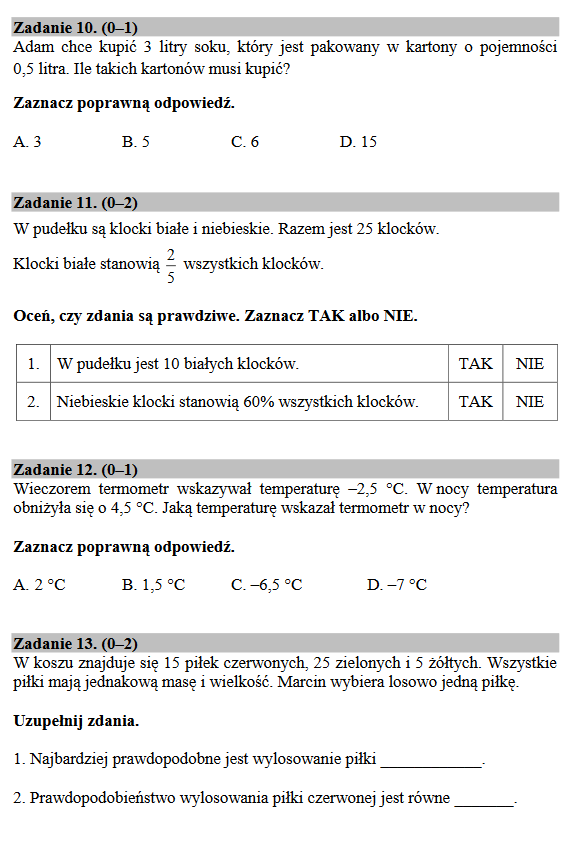 Zadanie 10. (0–1)
Adam chce kupić 3 litry soku, który jest pakowany w kartony o pojemności
0,5 litra. Ile takich kartonów musi kupić?
Zaznacz poprawną odpowiedź.
A. 3 B. 5 C. 6 D. 15
Zadanie 11. (0–2)
W pudełku są klocki białe i niebieskie. Razem jest 25 klocków.
Klocki białe stanowią 2/5 wszystkich klocków.
Oceń, czy zdania są prawdziwe. Zaznacz TAK albo NIE.
1. W pudełku jest 10 białych klocków. TAK NIE
2. Niebieskie klocki stanowią 60% wszystkich klocków. TAK NIE
Zadanie 12. (0–1)
Wieczorem termometr wskazywał temperaturę –2,5 °C. W nocy temperatura
obniżyła się o 4,5 °C. Jaką temperaturę wskazał termometr w nocy?
Zaznacz poprawną odpowiedź.
A. 2 °C B. 1,5 °C C. –6,5 °C D. –7 °C
Zadanie 13. (0–2)
W koszu znajduje się 15 piłek czerwonych, 25 zielonych i 5 żółtych. Wszystkie
piłki mają jednakową masę i wielkość. Marcin wybiera losowo jedną piłkę.
Uzupełnij zdania.
1. Najbardziej prawdopodobne jest wylosowanie piłki _____________.
2. Prawdopodobieństwo wylosowania piłki czerwonej jest równe ________.